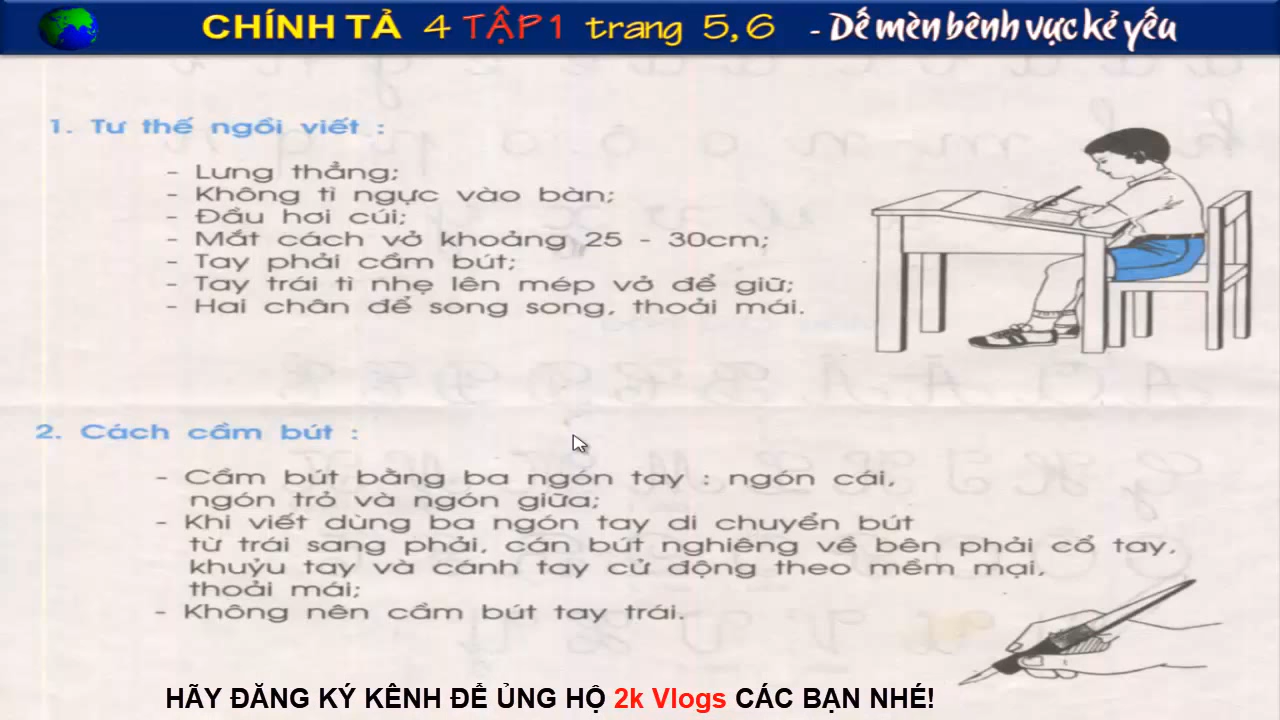 CHÍNH TẢ 4 TẬP 1 trang 5,6 - Dế mèn bênh vực kẻ yếu
1. Tư thế ngồi viết :
- Lưng thẳng;
- Không tì ngực vào bàn;
- Đầu hơi cúi;
- Mắt cách vở khoảng 25 - 30cm;
- Tay phải cầm bút;
- Tay trái tì nhẹ lên mép vở để giữ;
- Hai chân để song song, thoải mái.
2. Cách cầm bút :
- Cầm bút bằng ba ngón tay : ngón cái,
ngón trỏ và ngón giữa;
- Khi viết dùng ba ngón tay di chuyển bút
từ trái sang phải, cán bút nghiêng về bên phải cổ tay,
khuỷu tay và cánh tay cử động theo mềm mại,
thoải mái;
- Không nên cầm bút tay trái.
HÃY ĐĂNG KÝ KÊNH ĐỂ ỦNG HỘ 2k Vlogs CÁC BẠN NHÉ!